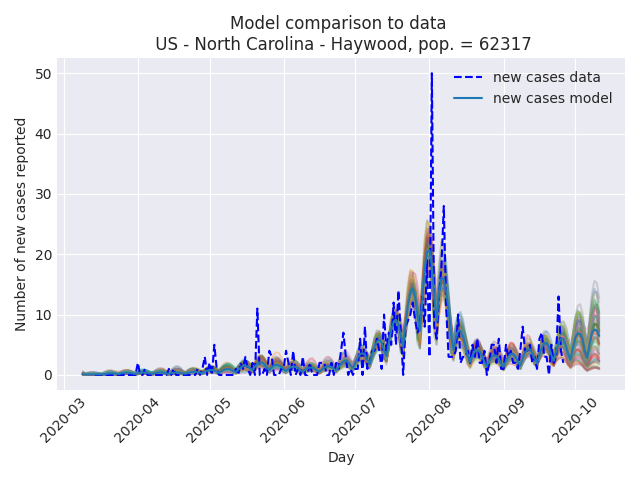 Model comparison to data
US - North Carolina - Haywood, pop. = 62317
new cases data
new cases model
Number of new cases reported
50
40
30
20
10
0
2020-03
2020-04
2020-05
2020-06
2020-07
2020-08
2020-09
2020-10
Day